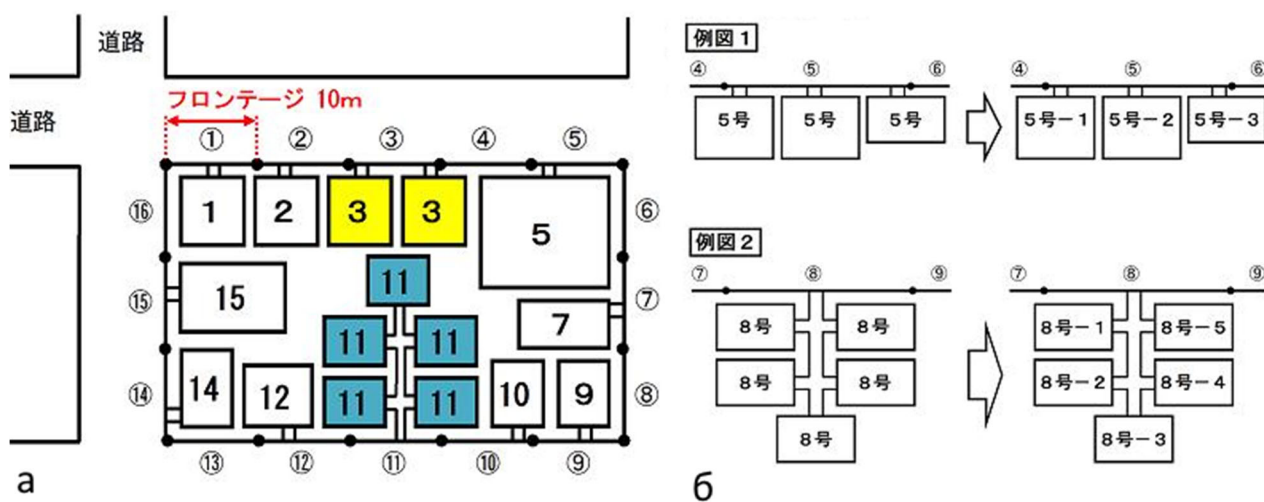 道路
道路
フロンテージ 10m
① ② ③ ④ ⑤
⑯ 1 2 3 3 5 ⑥
11
⑮ 15 7 ⑦
11 11
⑭ 14 12 11 11 10 9 ⑧
⑬ ⑫ ⑪ ⑩ ⑨
а
例図1
④ ⑤ ⑥ ④ ⑤ ⑥
5号 5号 5号 5号-1 5号-2 5号-3
例図2
⑦ ⑧ ⑨ ⑦ ⑧ ⑨
8号 8号 8号-1 8号-5
8号 8号 8号-2 8号-4
8号 8号-3
б